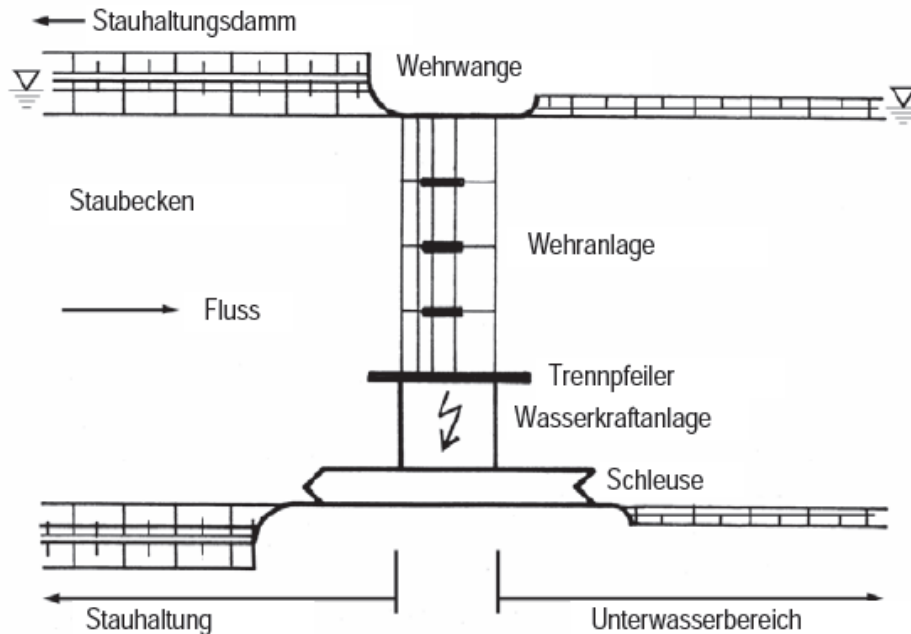 Stauhaltungsdamm
Wehrwange
Staubecken
Wehranlage
Fluss
Trennpfeiler
Wasserkraftanlage
Schleuse
Stauhaltung
Unterwasserbereich